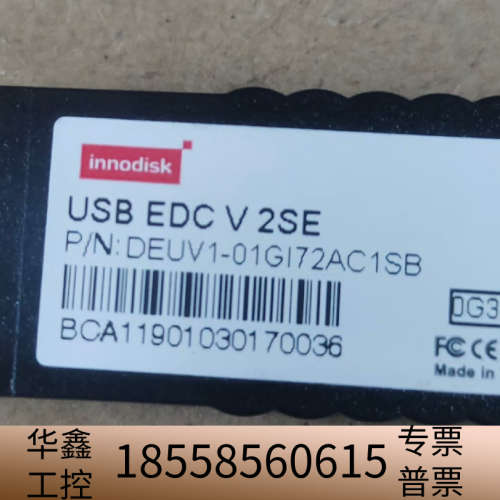 innodisk
USB EDC V 2SE
P/N:DEUV1-01GI72AC1SB
BCA11901030170036
0G3
FC CE
Made in
华鑫 18558560615 专票
工控 普票